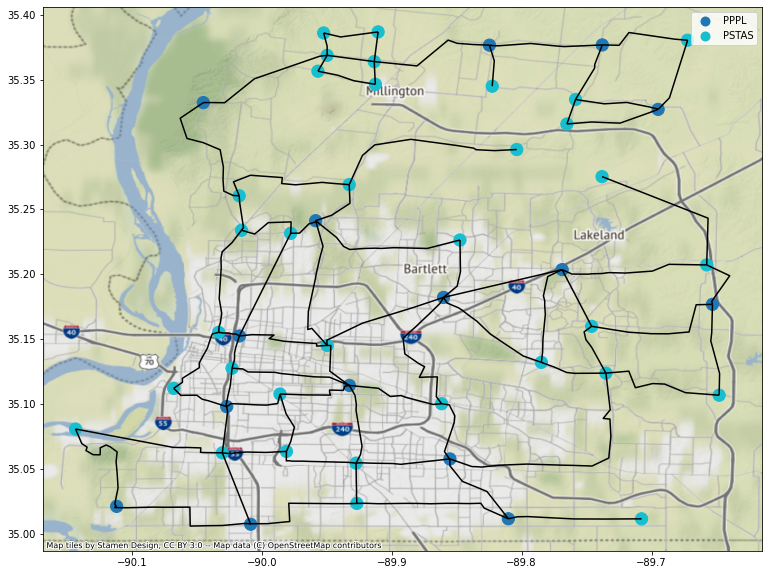 35.40
35.35
35.30
35.25
35.20
35.15
35.10
35.05
35.00
PPPL
PSTAS
Millington
Lakeland
Bartlett
40
40
40
240
70
55
240
55
Map tiles by Stamen Design, CC BY 3.0 -- Map data (C) OpenStreetMap contributors
−90.1 −90.0 −89.9 −89.8 −89.7